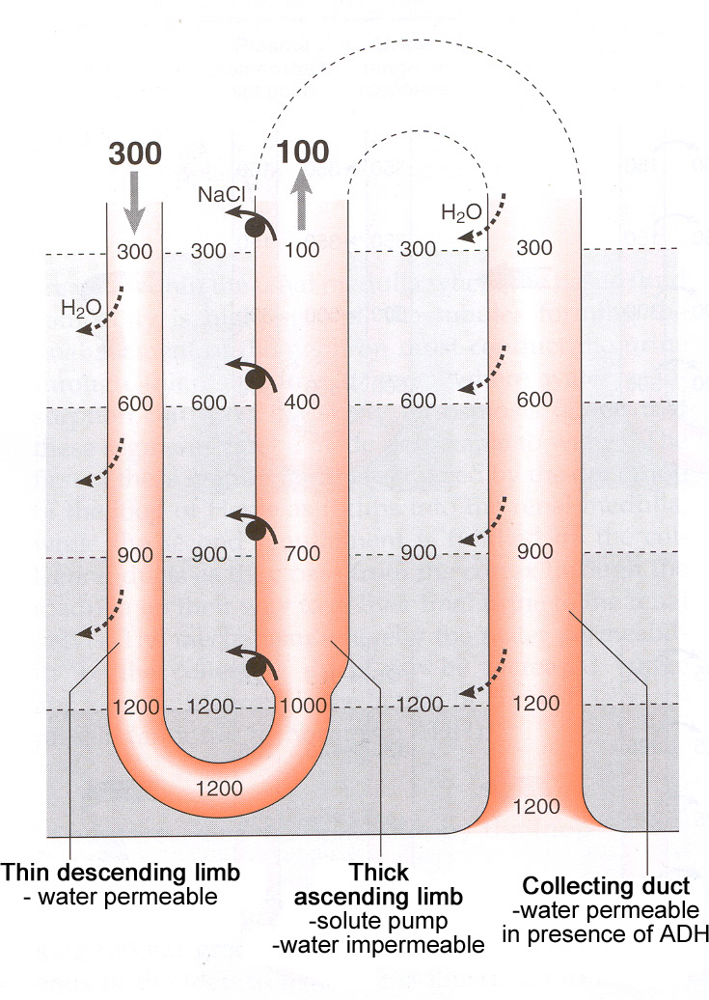 300 100
NaCl
H₂O
300 300 100 300 300
H₂O
600 600 400 600 600
900 900 700 900 900
1200 1200 1000 1200 1200
1200
1200
Thin descending limb
- water permeable
Thick
ascending limb
-solute pump
-water impermeable
Collecting duct
-water permeable
in presence of ADH